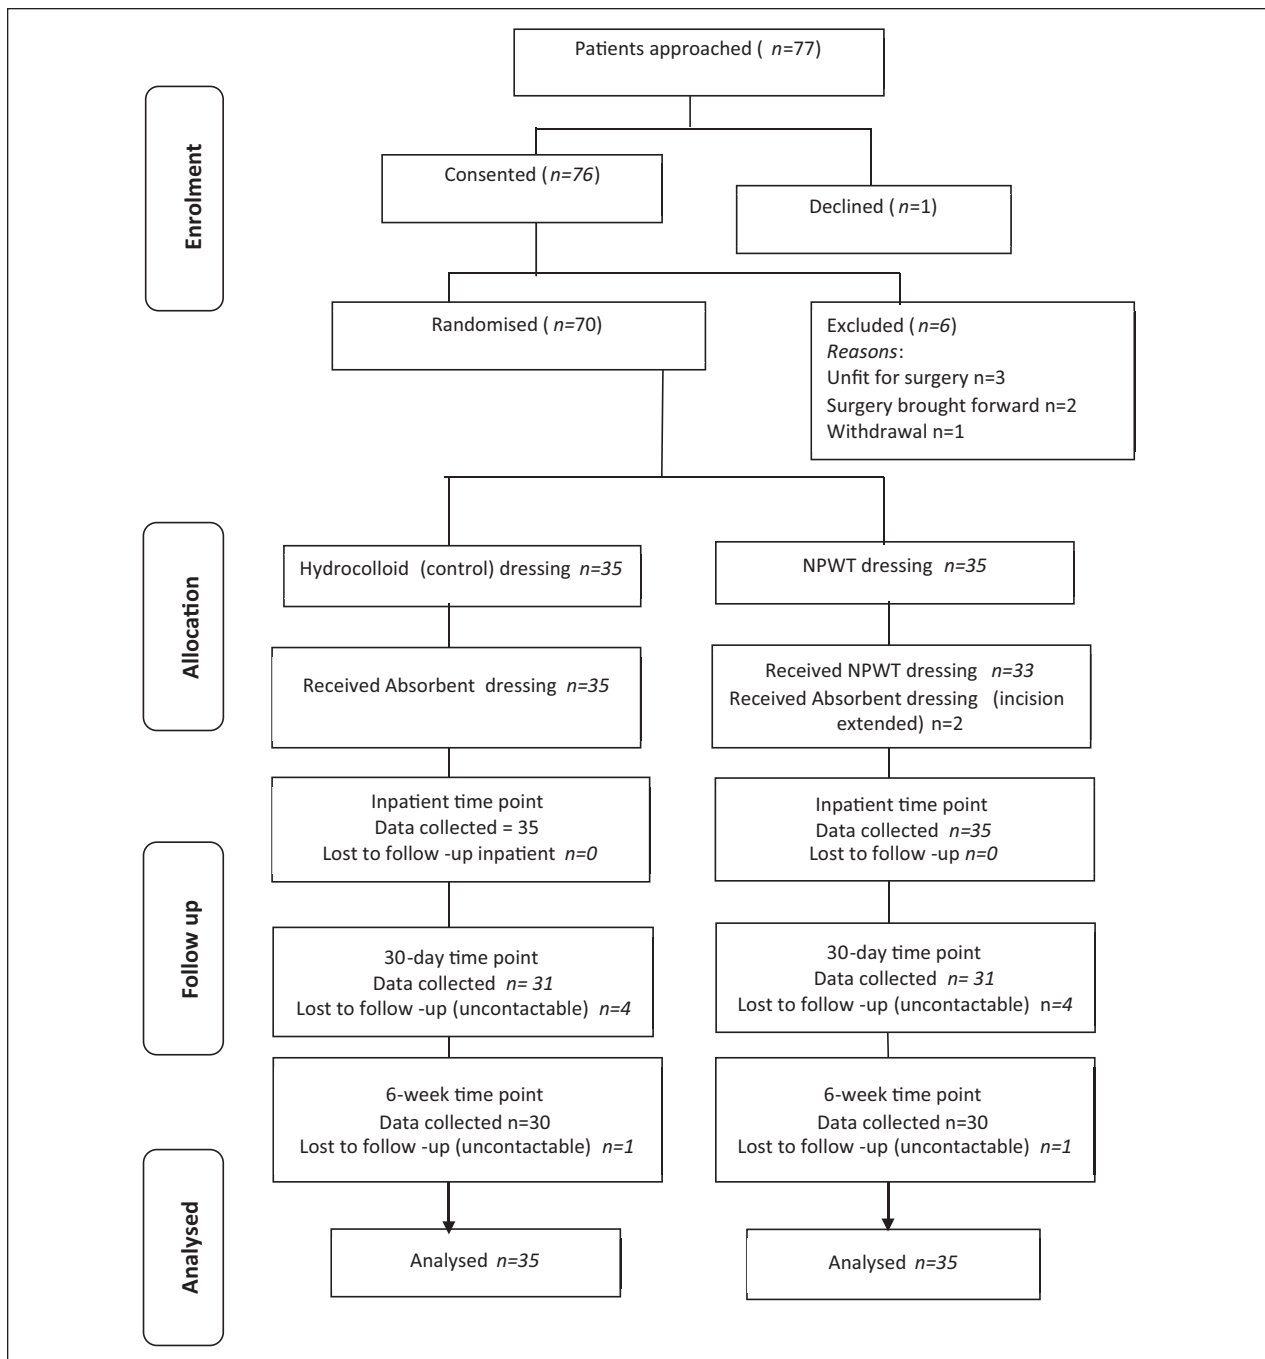 Patients approached ( n=77)
Enrolment
Consented (n=76)
Declined (n=1)
Randomised ( n=70)
Excluded (n=6)
Reasons:
Unfit for surgery n=3
Surgery brought forward n=2
Withdrawal n=1
Allocation
Hydrocolloid (control) dressing n=35
NPWT dressing n=35
Received Absorbent dressing n=35
Received NPWT dressing n=33
Received Absorbent dressing (incision
extended) n=2
Follow up
Inpatient time point
Data collected = 35
Lost to follow -up inpatient n=0
Inpatient time point
Data collected n=35
Lost to follow -up n=0
30-day time point
Data collected n= 31
Lost to follow -up (uncontactable) n=4
30-day time point
Data collected n= 31
Lost to follow -up (uncontactable) n=4
6-week time point
Data collected n=30
Lost to follow -up (uncontactable) n=1
6-week time point
Data collected n=30
Lost to follow -up (uncontactable) n=1
Analysed
Analysed n=35
Analysed n=35